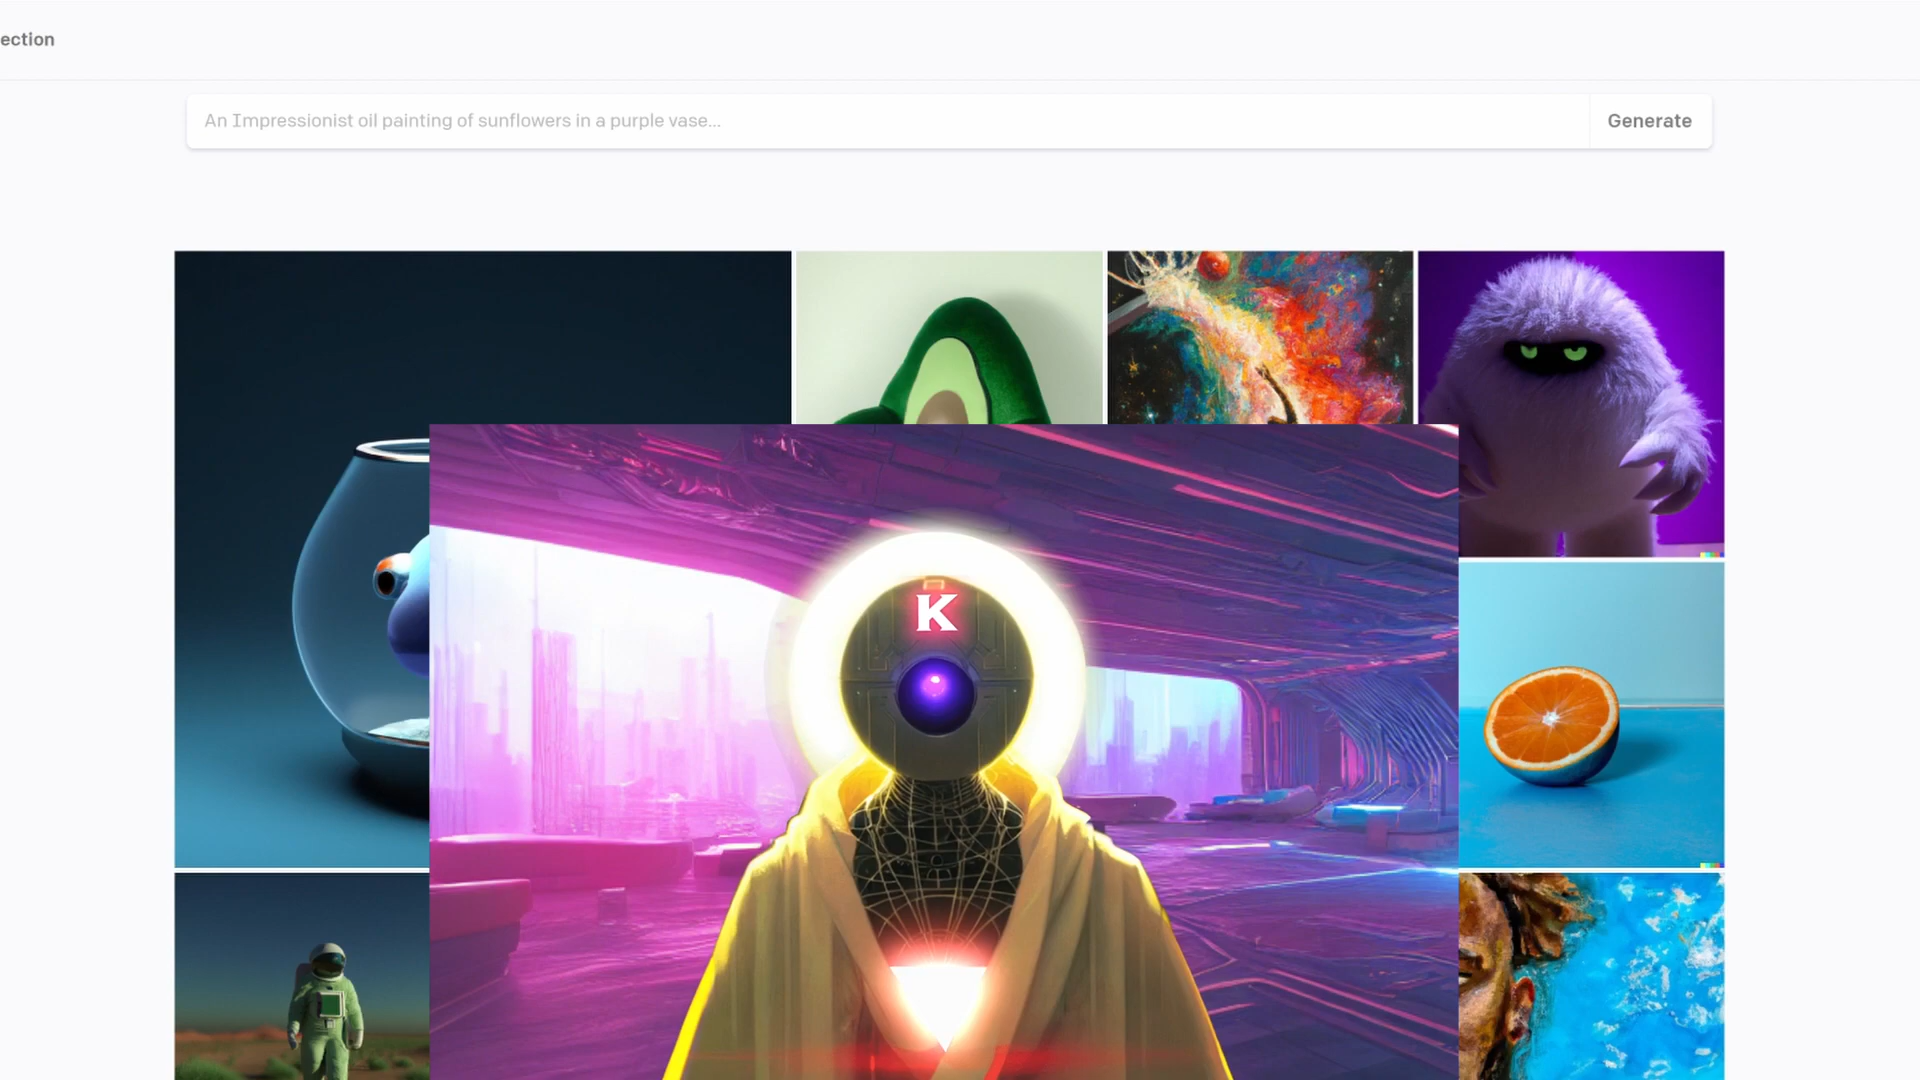 ection
An Impressionist oil painting of sunflowers in a purple vase...
Generate
K